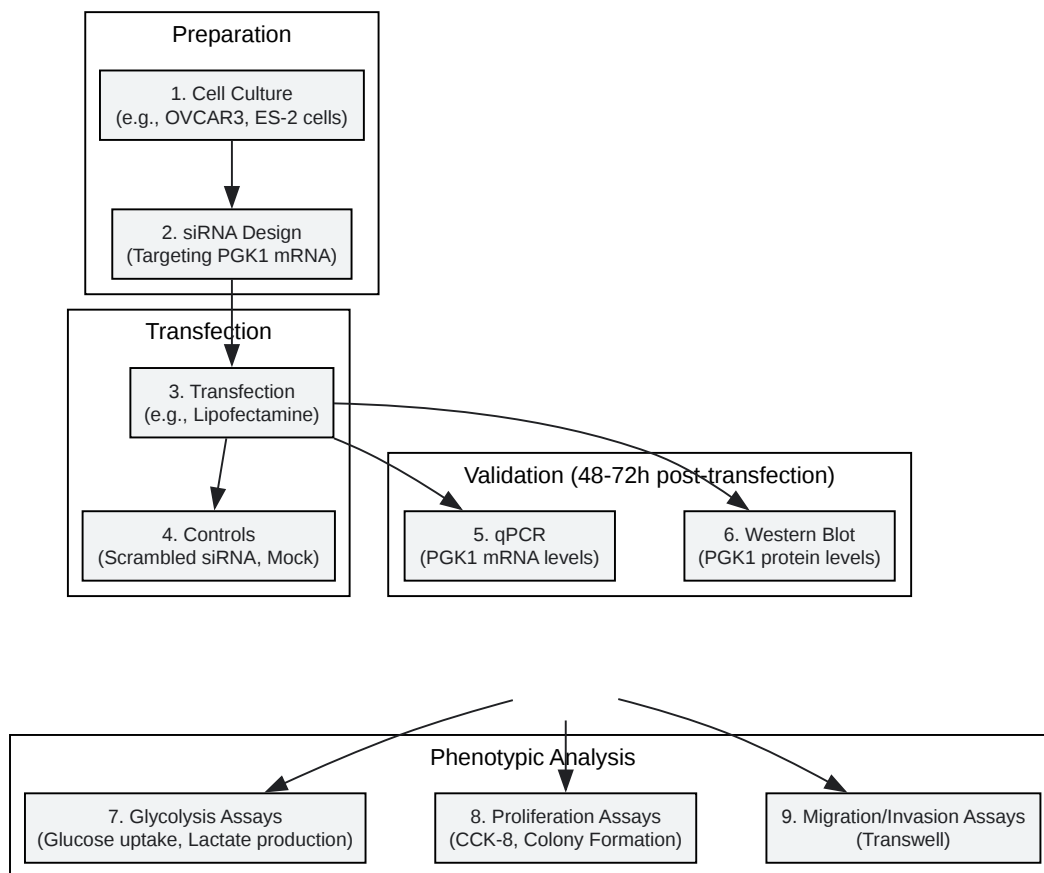 Preparation
1. Cell Culture
(e.g., OVCAR3, ES-2 cells)
2. siRNA Design
(Targeting PGK1 mRNA)
Transfection
3. Transfection
(e.g., Lipofectamine)
4. Controls
(Scrambled siRNA, Mock)
Validation (48-72h post-transfection)
5. qPCR
(PGK1 mRNA levels)
6. Western Blot
(PGK1 protein levels)
Phenotypic Analysis
7. Glycolysis Assays
(Glucose uptake, Lactate production)
8. Proliferation Assays
(CCK-8, Colony Formation)
9. Migration/Invasion Assays
(Transwell)